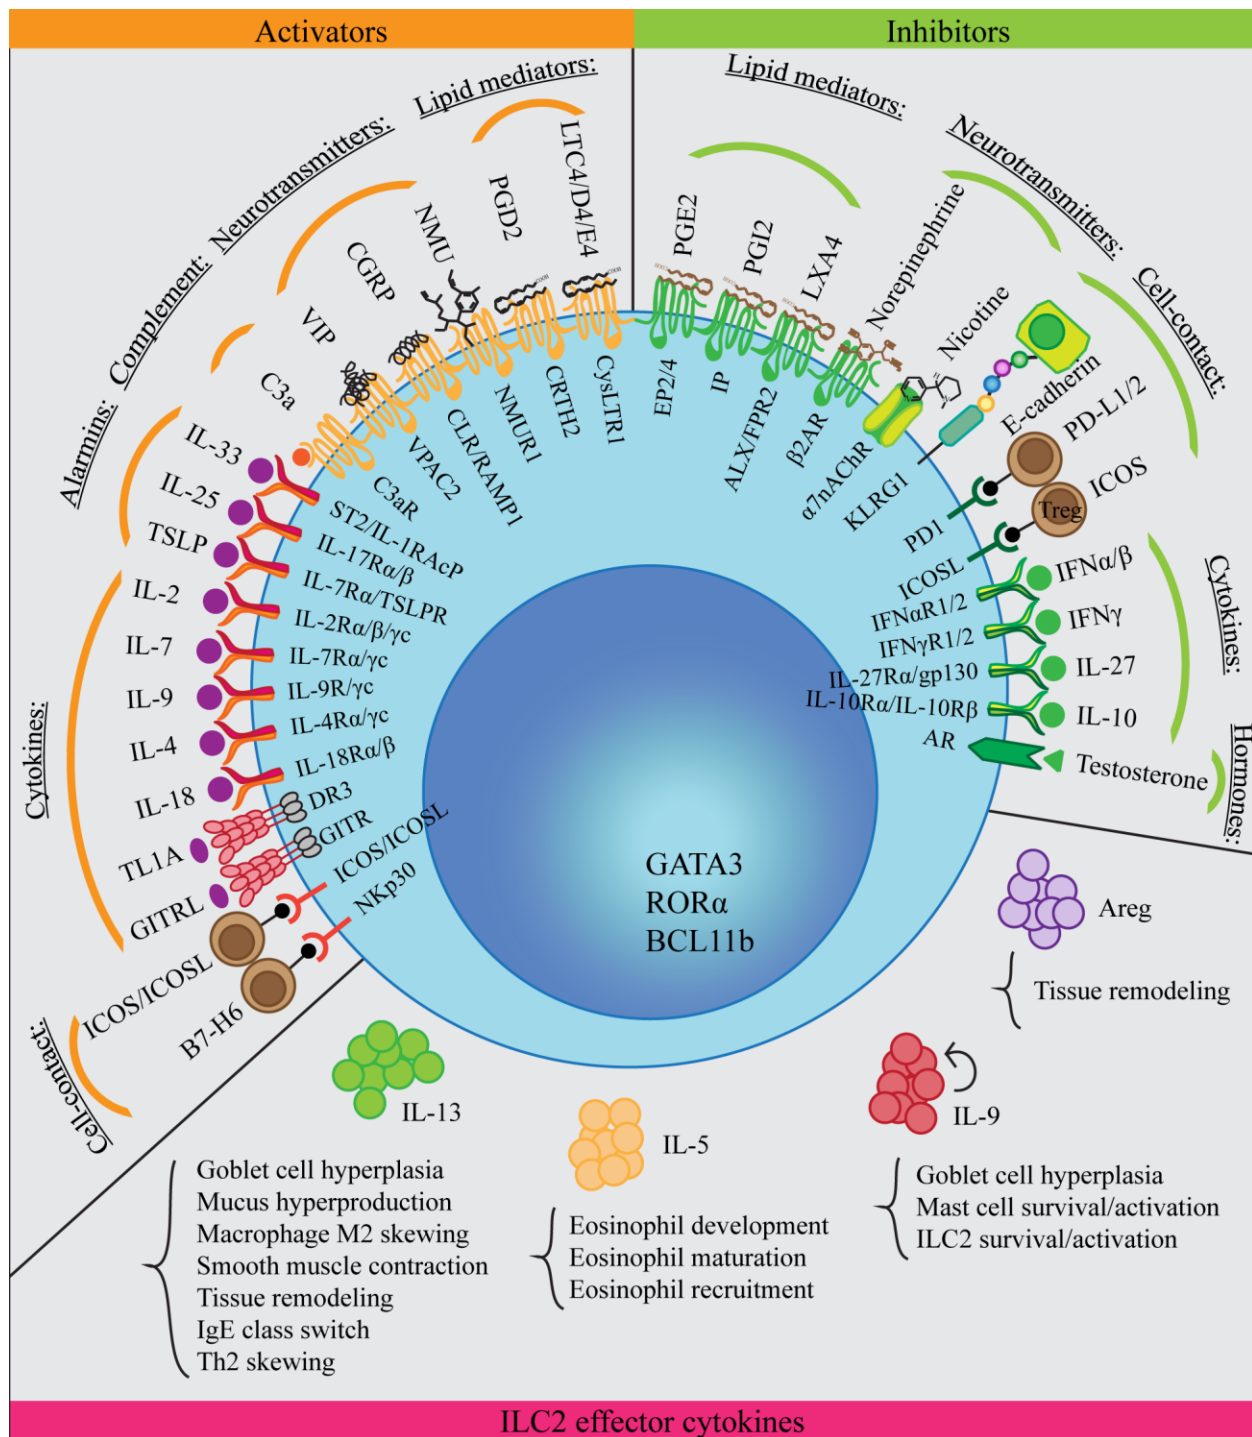 Activators
Inhibitors
Lipid mediators:
Neurotransmitters:
Complement:
Alarmins:
Cytokines:
Cell-contact:
LTC4/D4/E4
PGD2
NMU
CGRP
VIP
C3a
IL-33
IL-25
TSLP
IL-2
IL-7
IL-9
IL-4
IL-18
TL1A
GITRL
ICOS/ICOSL
B7-H6
CysLTR1
CRTH2
NMUR1
CLR/RAMP1
VPAC2
C3aR
ST2/IL-1RAcP
IL-17Rα/β
IL-7Rα/TSLPR
IL-2Rα/β/γc
IL-7Rα/γc
IL-9R/γc
IL-4Rα/γc
IL-18Rα/β
DR3
GITR
ICOS/ICOSL
NKp30
Lipid mediators:
Neurotransmitters:
Cell-contact:
Cytokines:
Hormones:
PGE2
PGI2
LXA4
Norepinephrine
Nicotine
E-cadherin
PD-L1/2
ICOS
Treg
IFNα/β
IFNγ
IL-27
IL-10
Testosterone
EP2/4
IP
ALX/FPR2
β2AR
α7nAChR
KLRG1
PD1
ICOSL
IFNαR1/2
IFNγR1/2
IL-27Rα/gp130
IL-10Rα/IL-10Rβ
AR
GATA3
RORα
BCL11b
Areg
Tissue remodeling
IL-13
Goblet cell hyperplasia
Mucus hyperproduction
Macrophage M2 skewing
Smooth muscle contraction
Tissue remodeling
IgE class switch
Th2 skewing
IL-5
Eosinophil development
Eosinophil maturation
Eosinophil recruitment
IL-9
Goblet cell hyperplasia
Mast cell survival/activation
ILC2 survival/activation
ILC2 effector cytokines